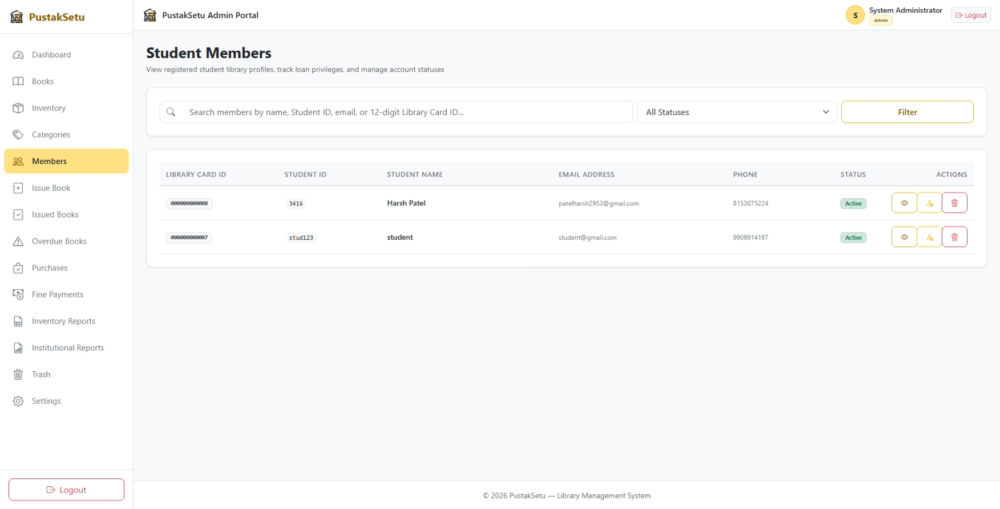 PustakSetu
PustakSetu Admin Portal
S
System Administrator
Admin
Logout
Dashboard
Books
Inventory
Categories
Members
Issue Book
Issued Books
Overdue Books
Purchases
Fine Payments
Inventory Reports
Institutional Reports
Trash
Settings
Logout
Student Members
View registered student library profiles, track loan privileges, and manage account statuses
Search members by name, Student ID, email, or 12-digit Library Card ID...
All Statuses
Filter
LIBRARY CARD ID STUDENT ID STUDENT NAME EMAIL ADDRESS PHONE STATUS ACTIONS
000000000008 3416 Harsh Patel patelharsh2953@gmail.com 8153075224 Active
000000000007 stud123 student student@gmail.com 9909914197 Active
© 2026 PustakSetu — Library Management System